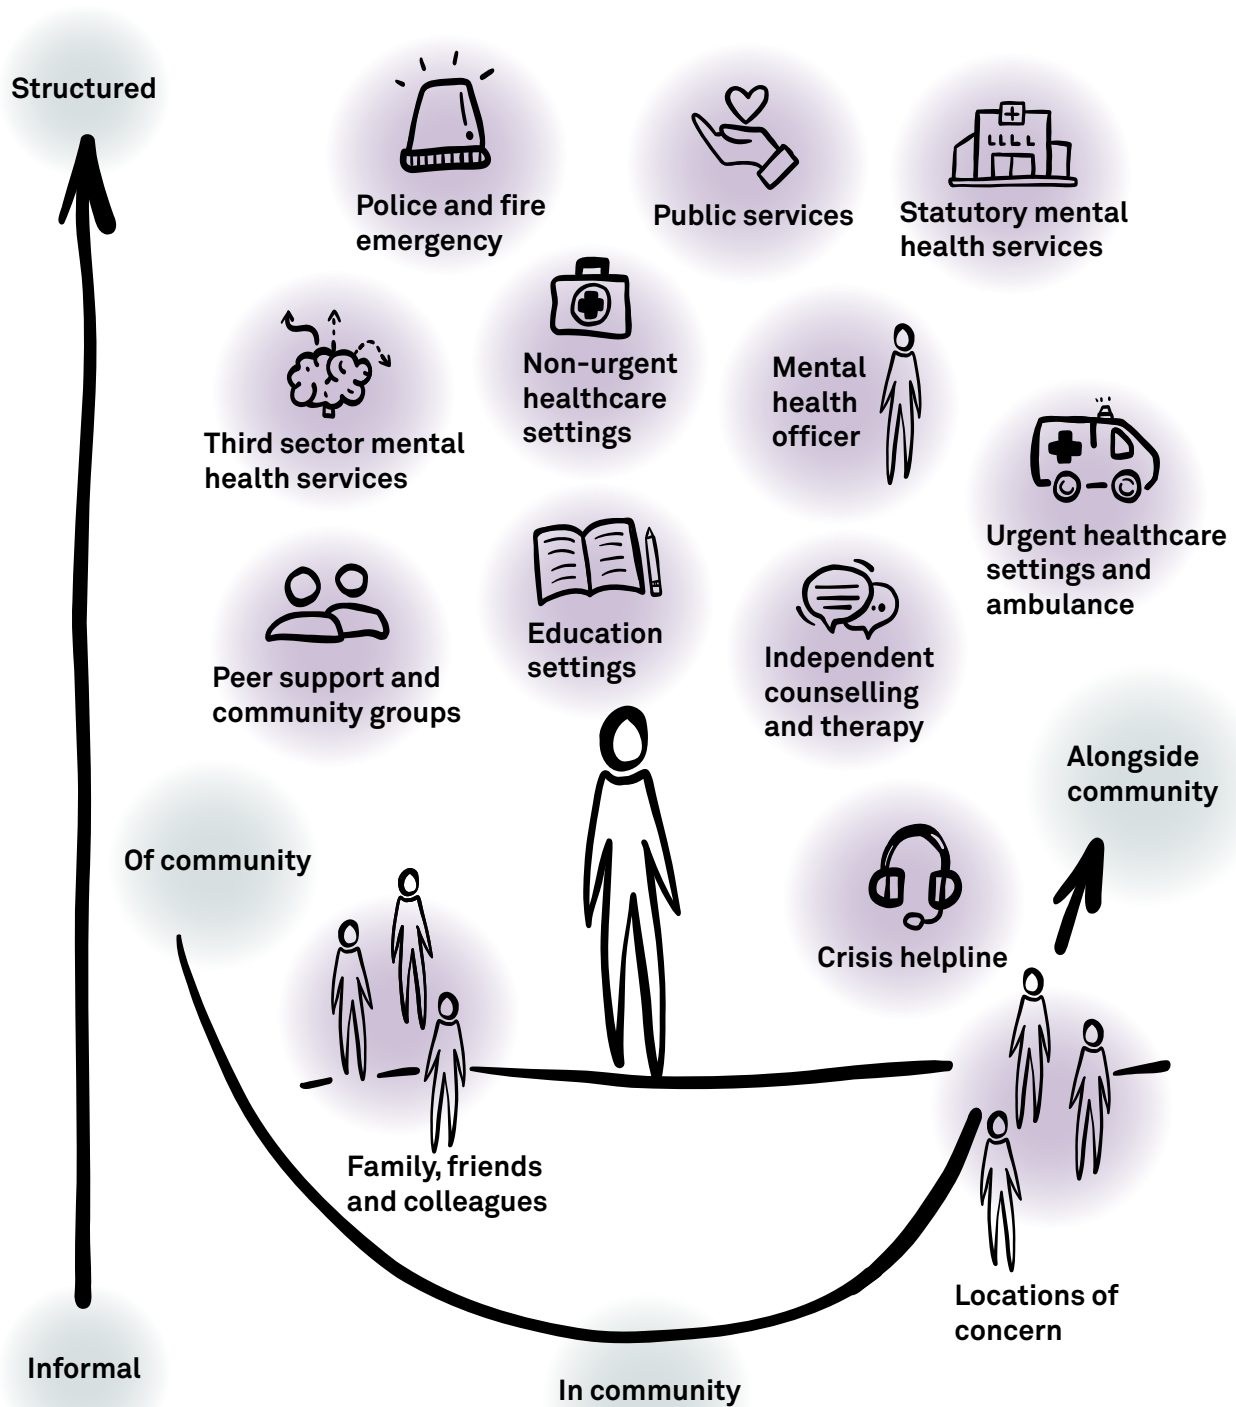 Structured
Police and fire
emergency
Public services
Statutory mental
health services
Non-urgent
healthcare
settings
Mental
health
officer
Third sector mental
health services
Urgent healthcare
settings and
ambulance
Peer support and
community groups
Education
settings
Independent
counselling
and therapy
Alongside
community
Of community
Crisis helpline
Family, friends
and colleagues
Locations of
concern
Informal
In community